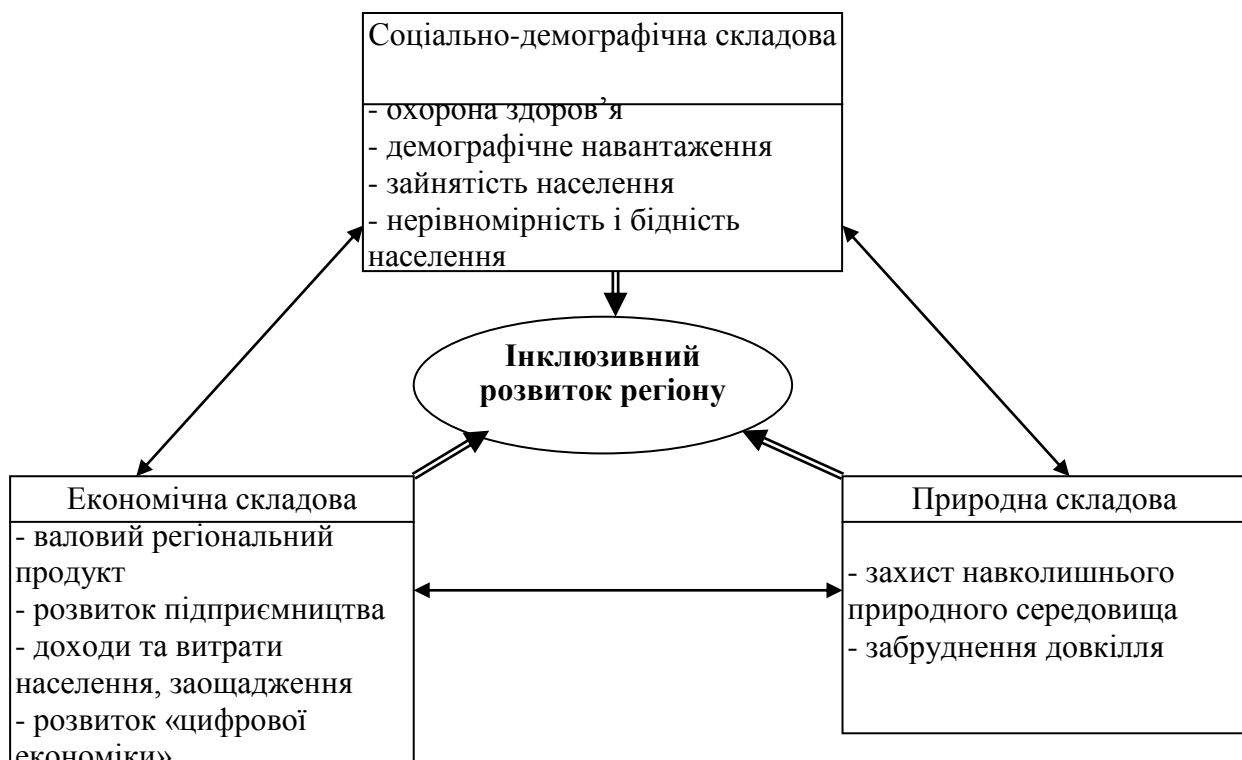 Соціально-демографічна складова
- охорона здоров’я
- демографічне навантаження
- зайнятість населення
- нерівномірність і бідність
населення
Інклюзивний
розвиток регіону
Економічна складова
- валовий регіональний
продукт
- розвиток підприємництва
- доходи та витрати
населення, заощадження
- розвиток «цифрової
економіки»
Природна складова
- захист навколишнього
природного середовища
- забруднення довкілля